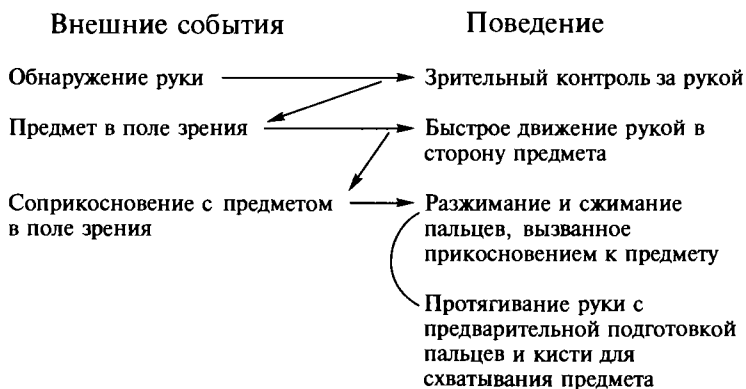 Внешние события
Поведение
Обнаружение руки
Зрительный контроль за рукой
Предмет в поле зрения
Быстрое движение рукой в
сторону предмета
Соприкосновение с предметом
в поле зрения
Разжимание и сжимание
пальцев, вызванное
прикосновением к предмету
Протягивание руки с
предварительной подготовкой
пальцев и кисти для
схватывания предмета